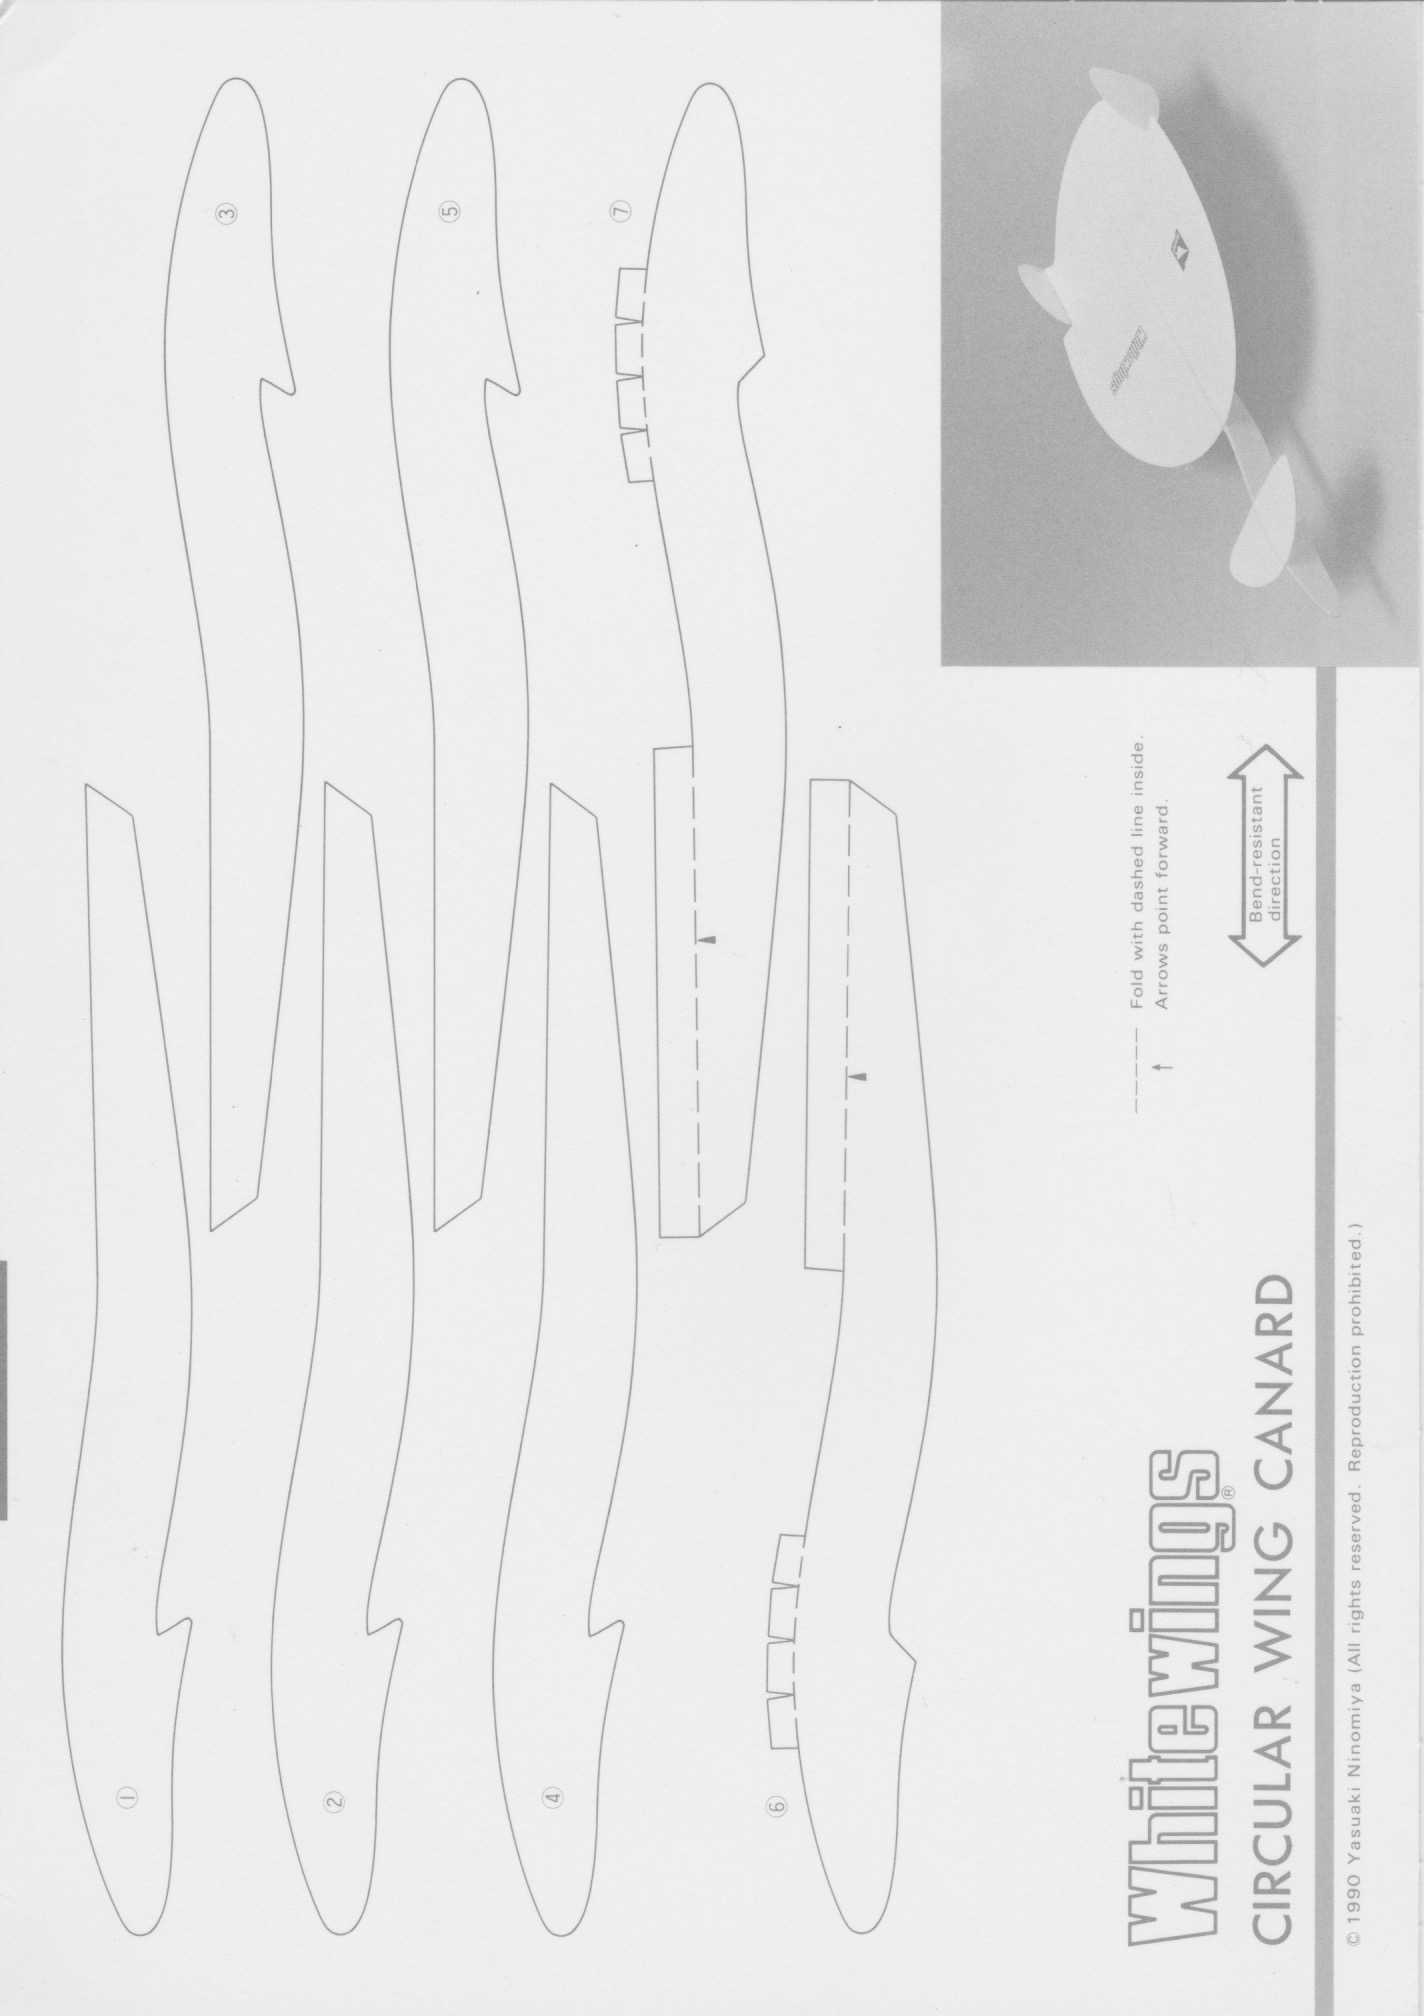 ①
②
③
④
⑤
⑥
⑦
Fold with dashed line inside.
Arrows point forward.
Bend-resistant
direction
Whitewings®
CIRCULAR WING CANARD
© 1990 Yasuaki Ninomiya (All rights reserved. Reproduction prohibited.)
Whitewings